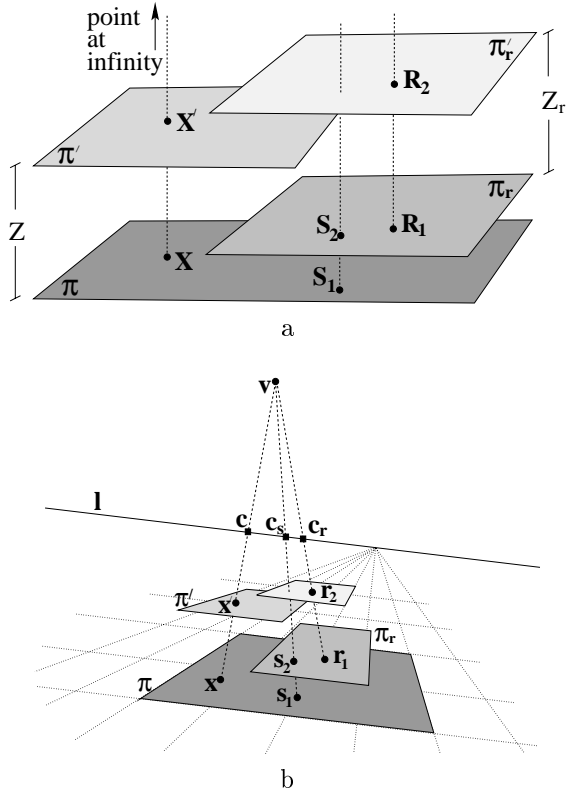 point
at
infinity
π′r
R2
Zr
X′
π′
πr
S2
R1
Z
X
π
S1
a
v
l
c
cs
cr
π′
x′
r2
πr
s2
r1
x
π
s1
b